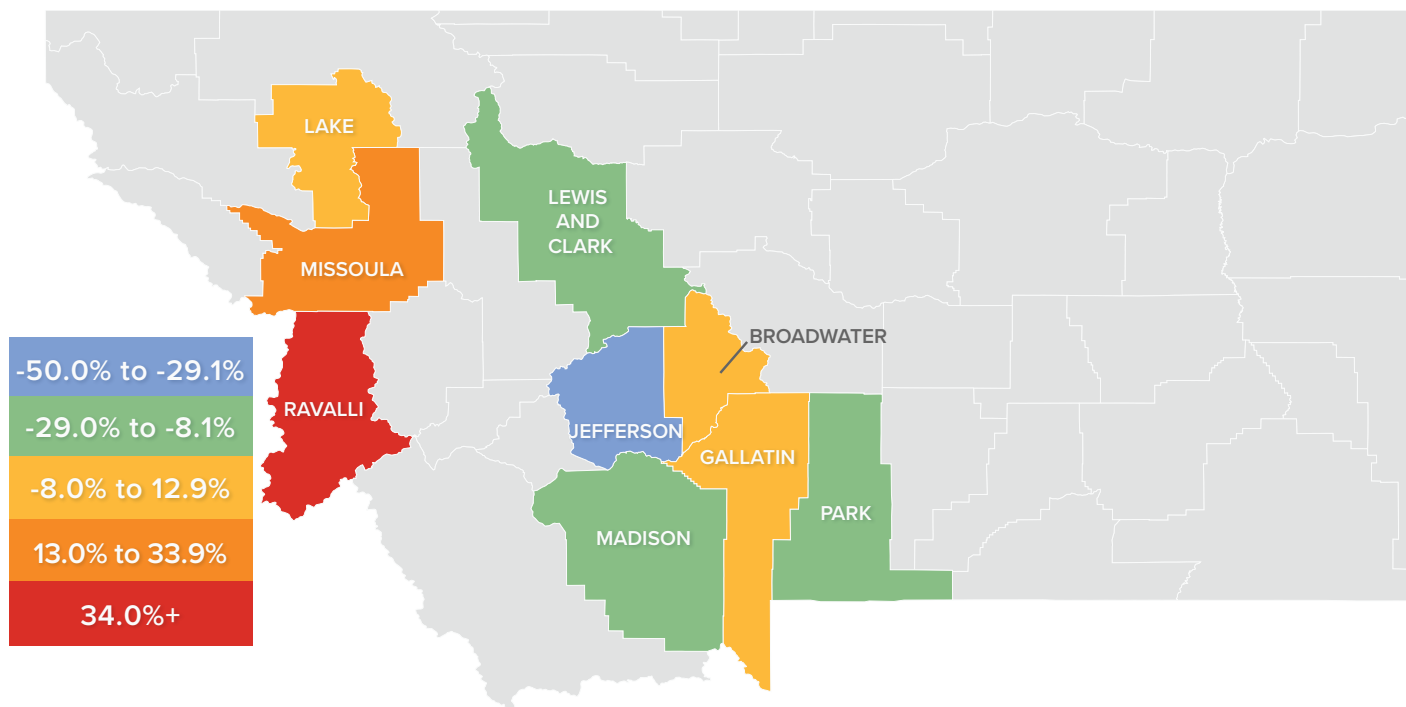 LAKE
LEWIS
AND
CLARK
MISSOULA
BROADWATER
-50.0% to -29.1%
-29.0% to -8.1%
-8.0% to 12.9%
13.0% to 33.9%
34.0%+
RAVALLI
JEFFERSON
GALLATIN
PARK
MADISON